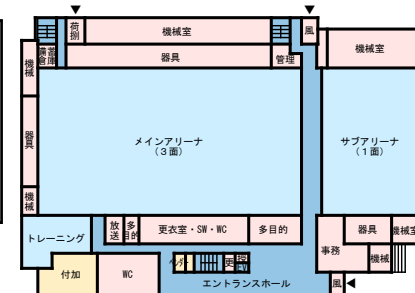 荷捌
機械室
風
機械室
備蓄倉庫
器具
管理
機械
メインアリーナ
(3面)
サブアリーナ
(1面)
器具
機械
放送
多目的
更衣室・SW・WC
多目的
トレーニング
事務
器具
機械室
機械
付加
WC
更
エントランスホール
風